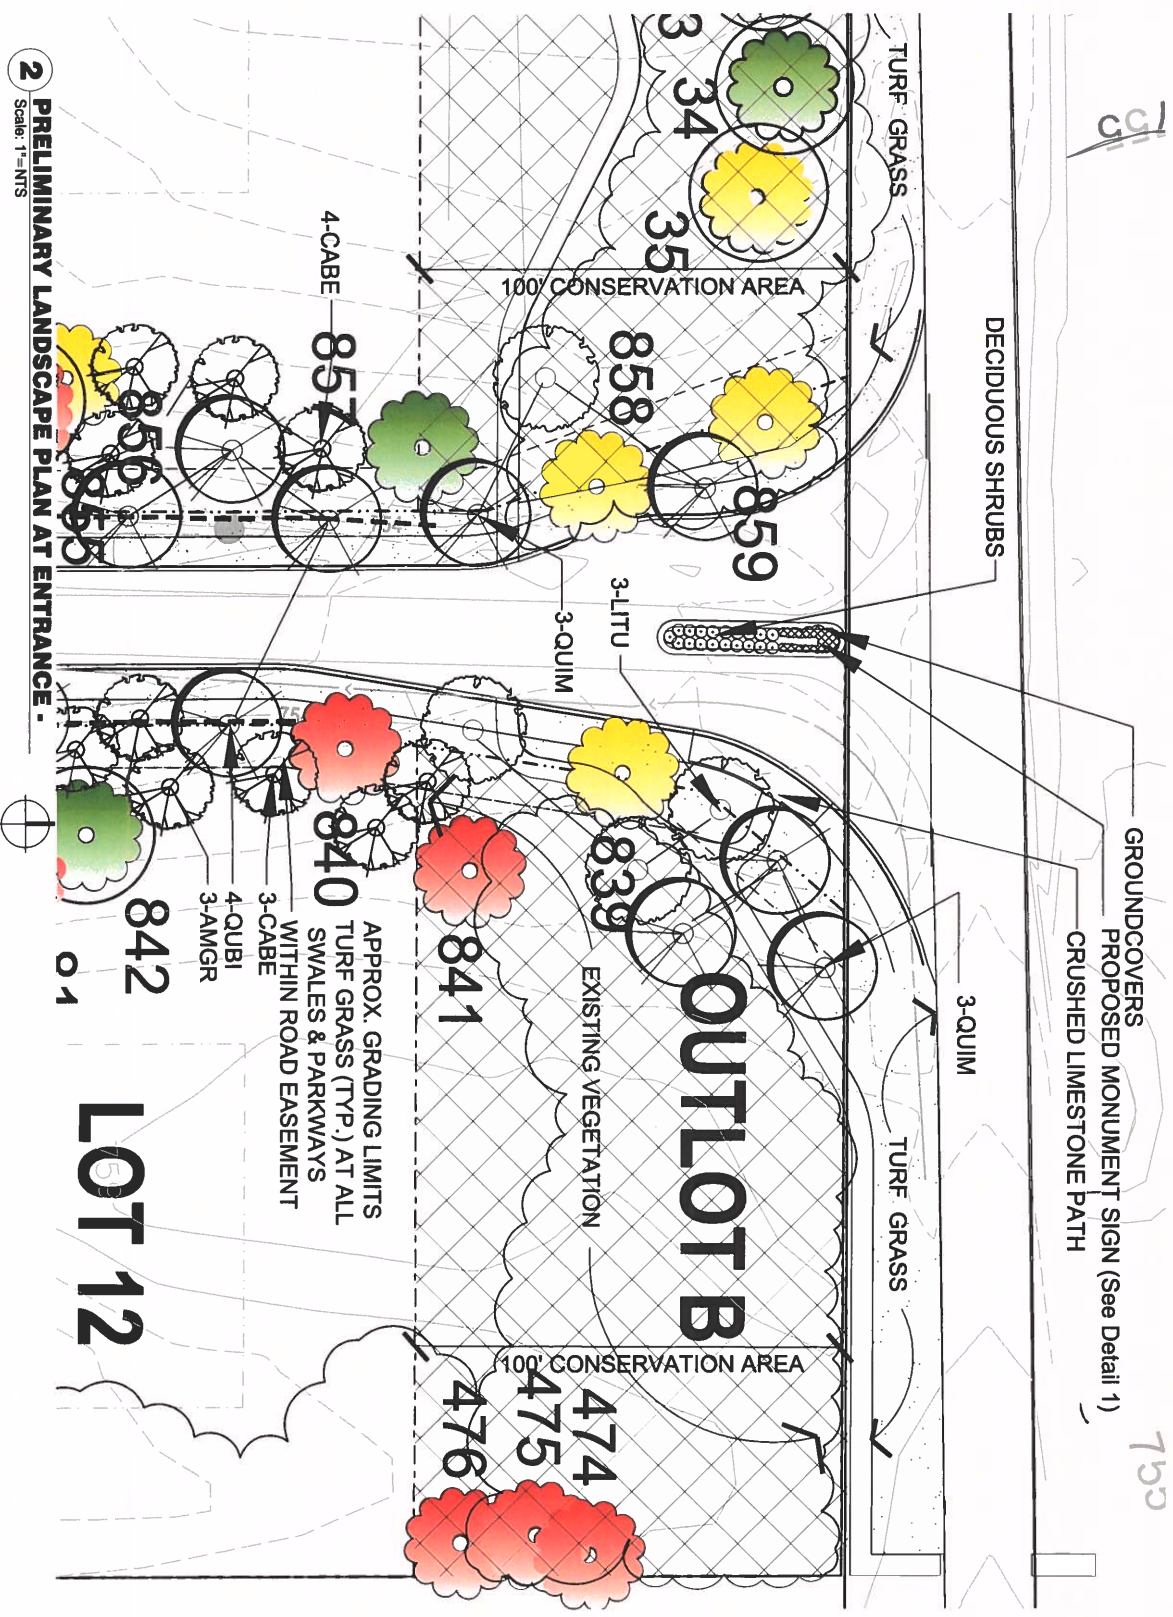 GROUNDCOVERS
PROPOSED MONUMENT SIGN (See Detail 1)
CRUSHED LIMESTONE PATH
DECIDUOUS SHRUBS
3-QUIM
TURF GRASS
TURF GRASS
755
34
35
100' CONSERVATION AREA
858
859
857
4-CABE
856
855
3-QUIM
3-LITU
839
OUTLOT B
EXISTING VEGETATION
841
840
APPROX. GRADING LIMITS
TURF GRASS (TYP.) AT ALL
SWALES & PARKWAYS
WITHIN ROAD EASEMENT
3-CABE
4-QUBI
3-AMGR
842
LOT 12
100' CONSERVATION AREA
474
475
476
2
PRELIMINARY LANDSCAPE PLAN AT ENTRANCE -
Scale: 1"=NTS